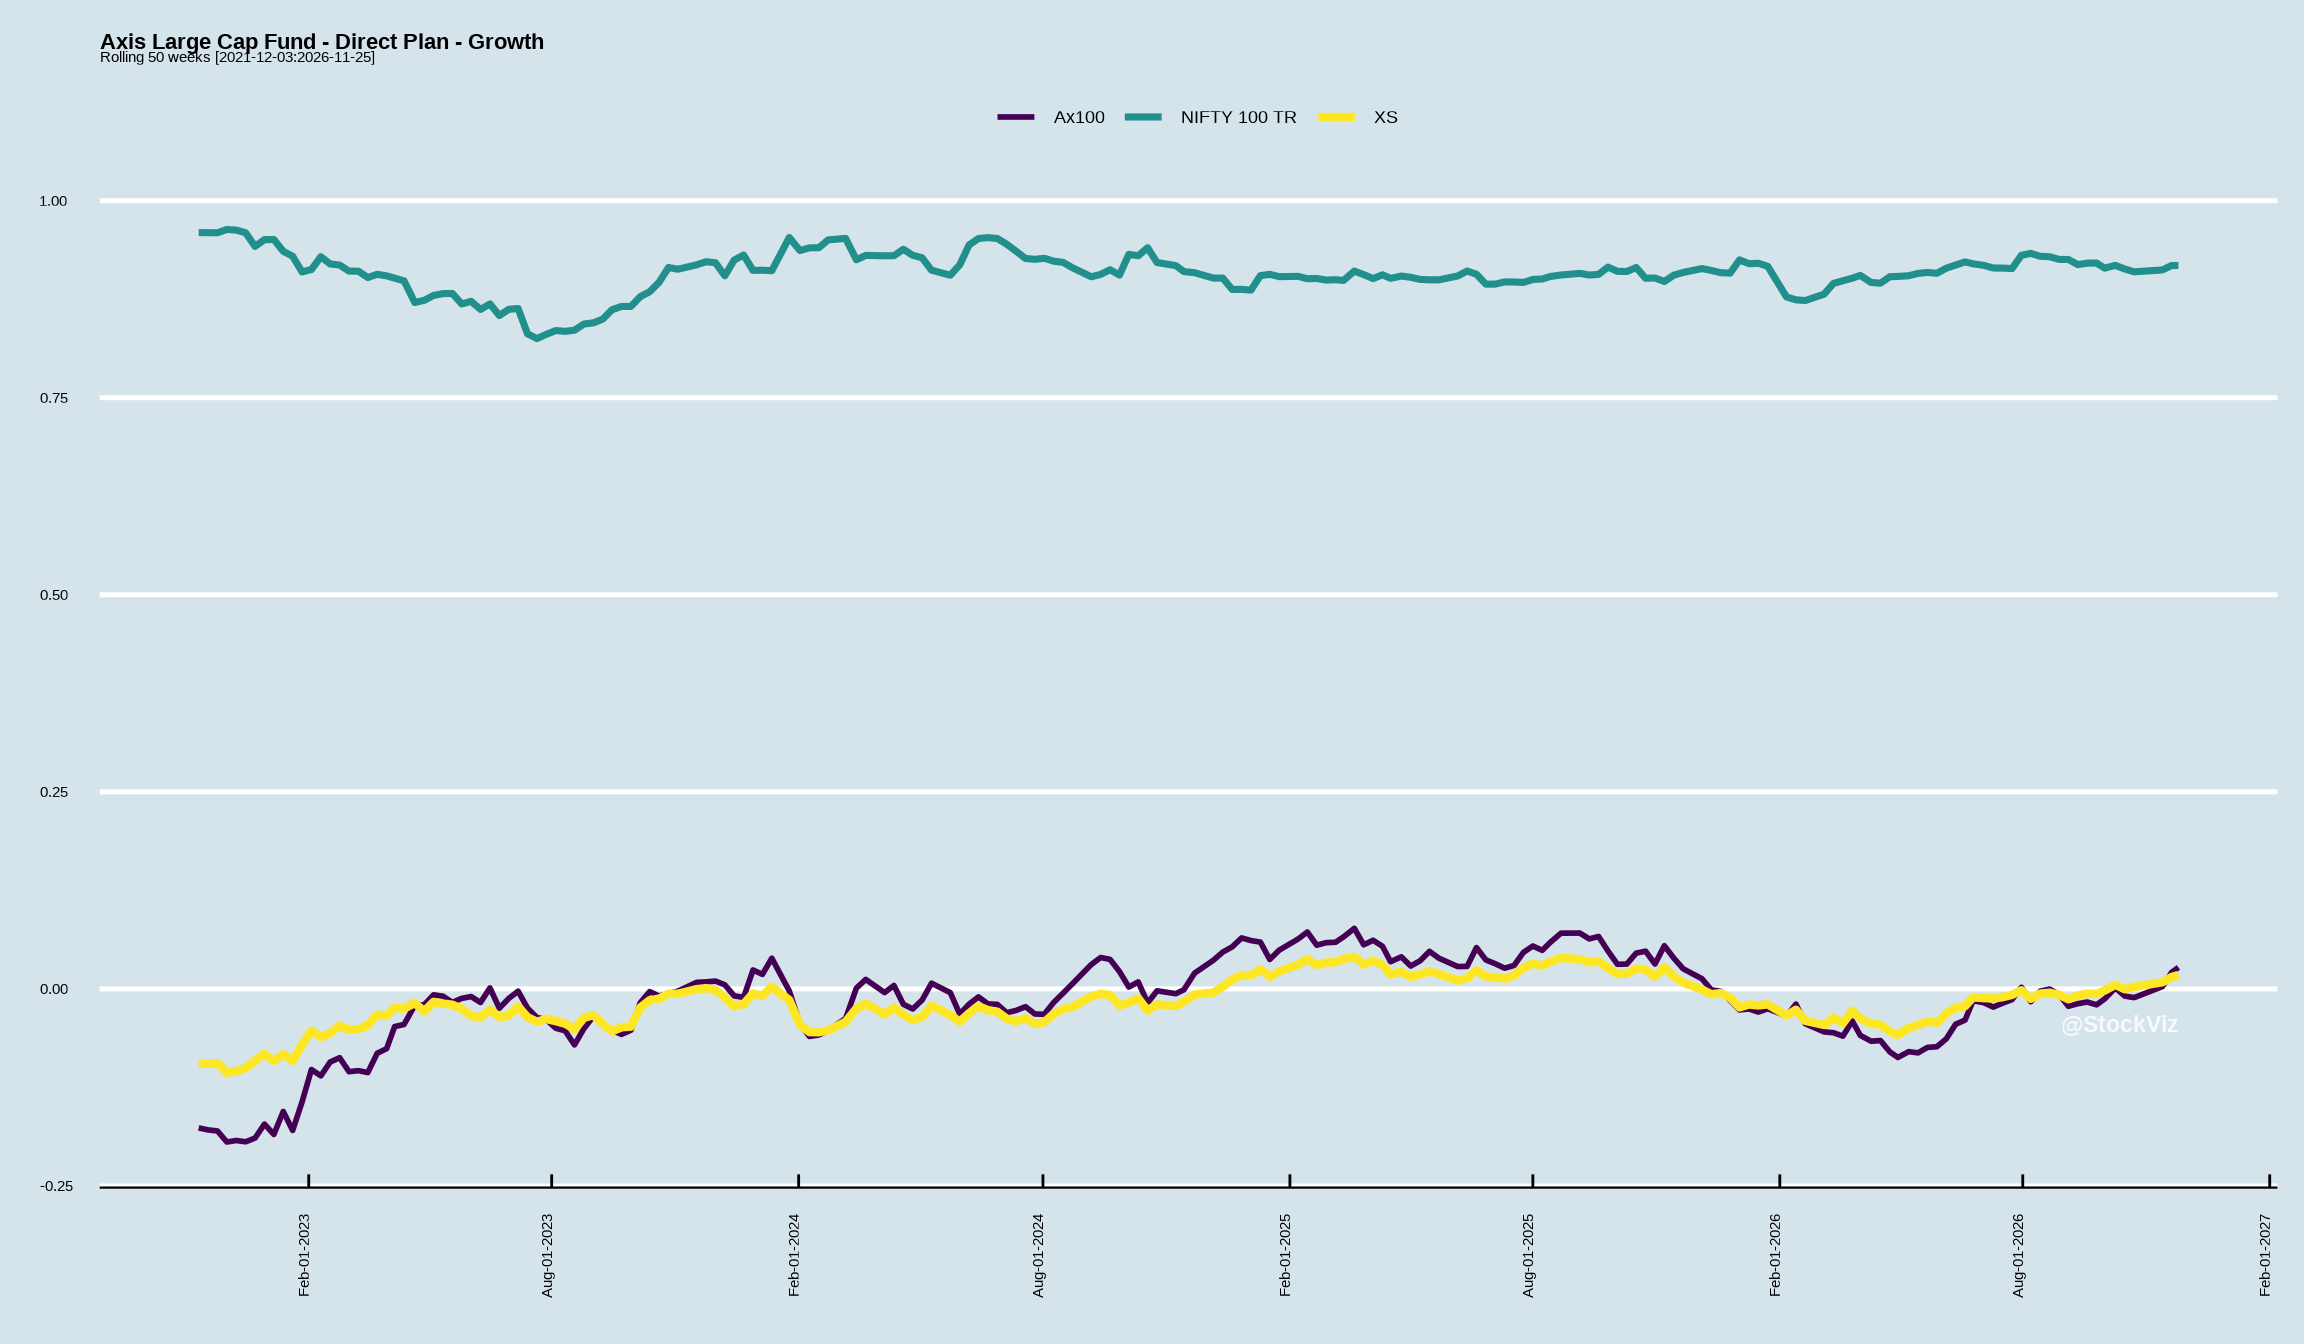 Axis Large Cap Fund - Direct Plan - Growth
Rolling 50 weeks [2021-12-03:2026-11-25]
Ax100 NIFTY 100 TR XS
1.00
0.75
0.50
0.25
0.00
-0.25
@StockViz
Feb-01-2023
Aug-01-2023
Feb-01-2024
Aug-01-2024
Feb-01-2025
Aug-01-2025
Feb-01-2026
Aug-01-2026
Feb-01-2027